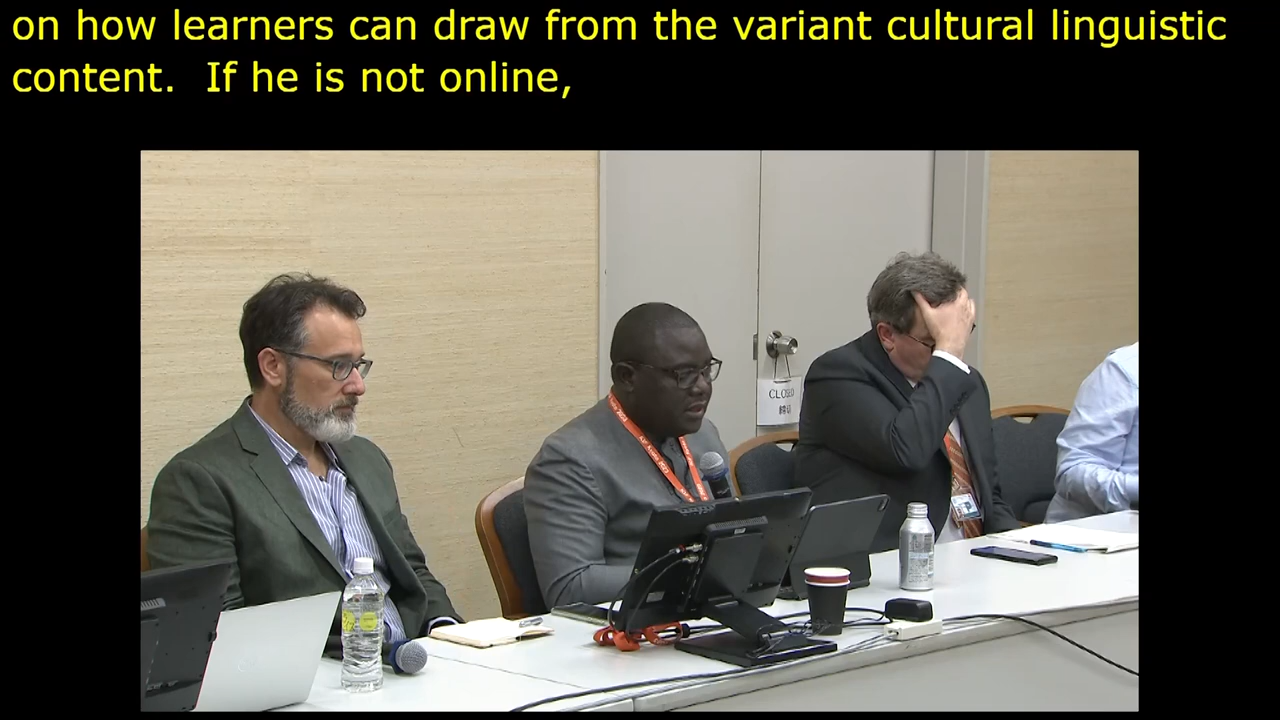 on how learners can draw from the variant cultural linguistic
content.  If he is not online,
CLOSED